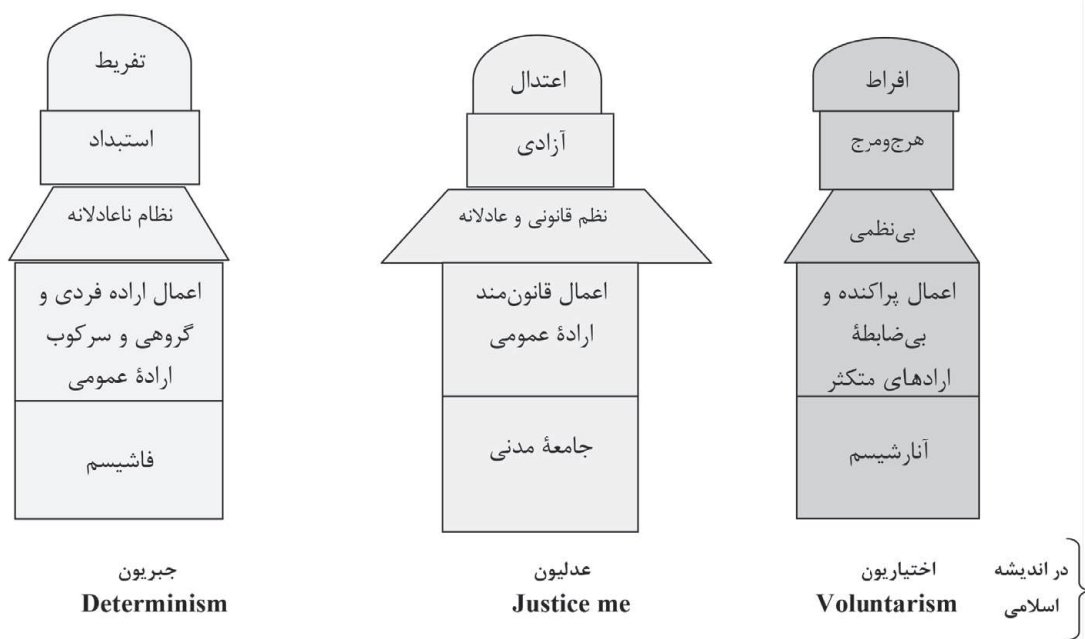 افراط
هرج‌ومرج
بی‌نظمی
اعمال پراکنده و
بی‌ضابطهٔ
ارادهای متکثر
آنارشیسم
اعتدال
آزادی
نظم قانونی و عادلانه
اعمال قانون‌مند
ارادهٔ عمومی
جامعهٔ مدنی
تفریط
استبداد
نظام ناعادلانه
اعمال اراده فردی و
گروهی و سرکوب
ارادهٔ عمومی
فاشیسم
در اندیشه
اسلامی
اختیاریون
Voluntarism
عدلیون
Justice me
جبریون
Determinism